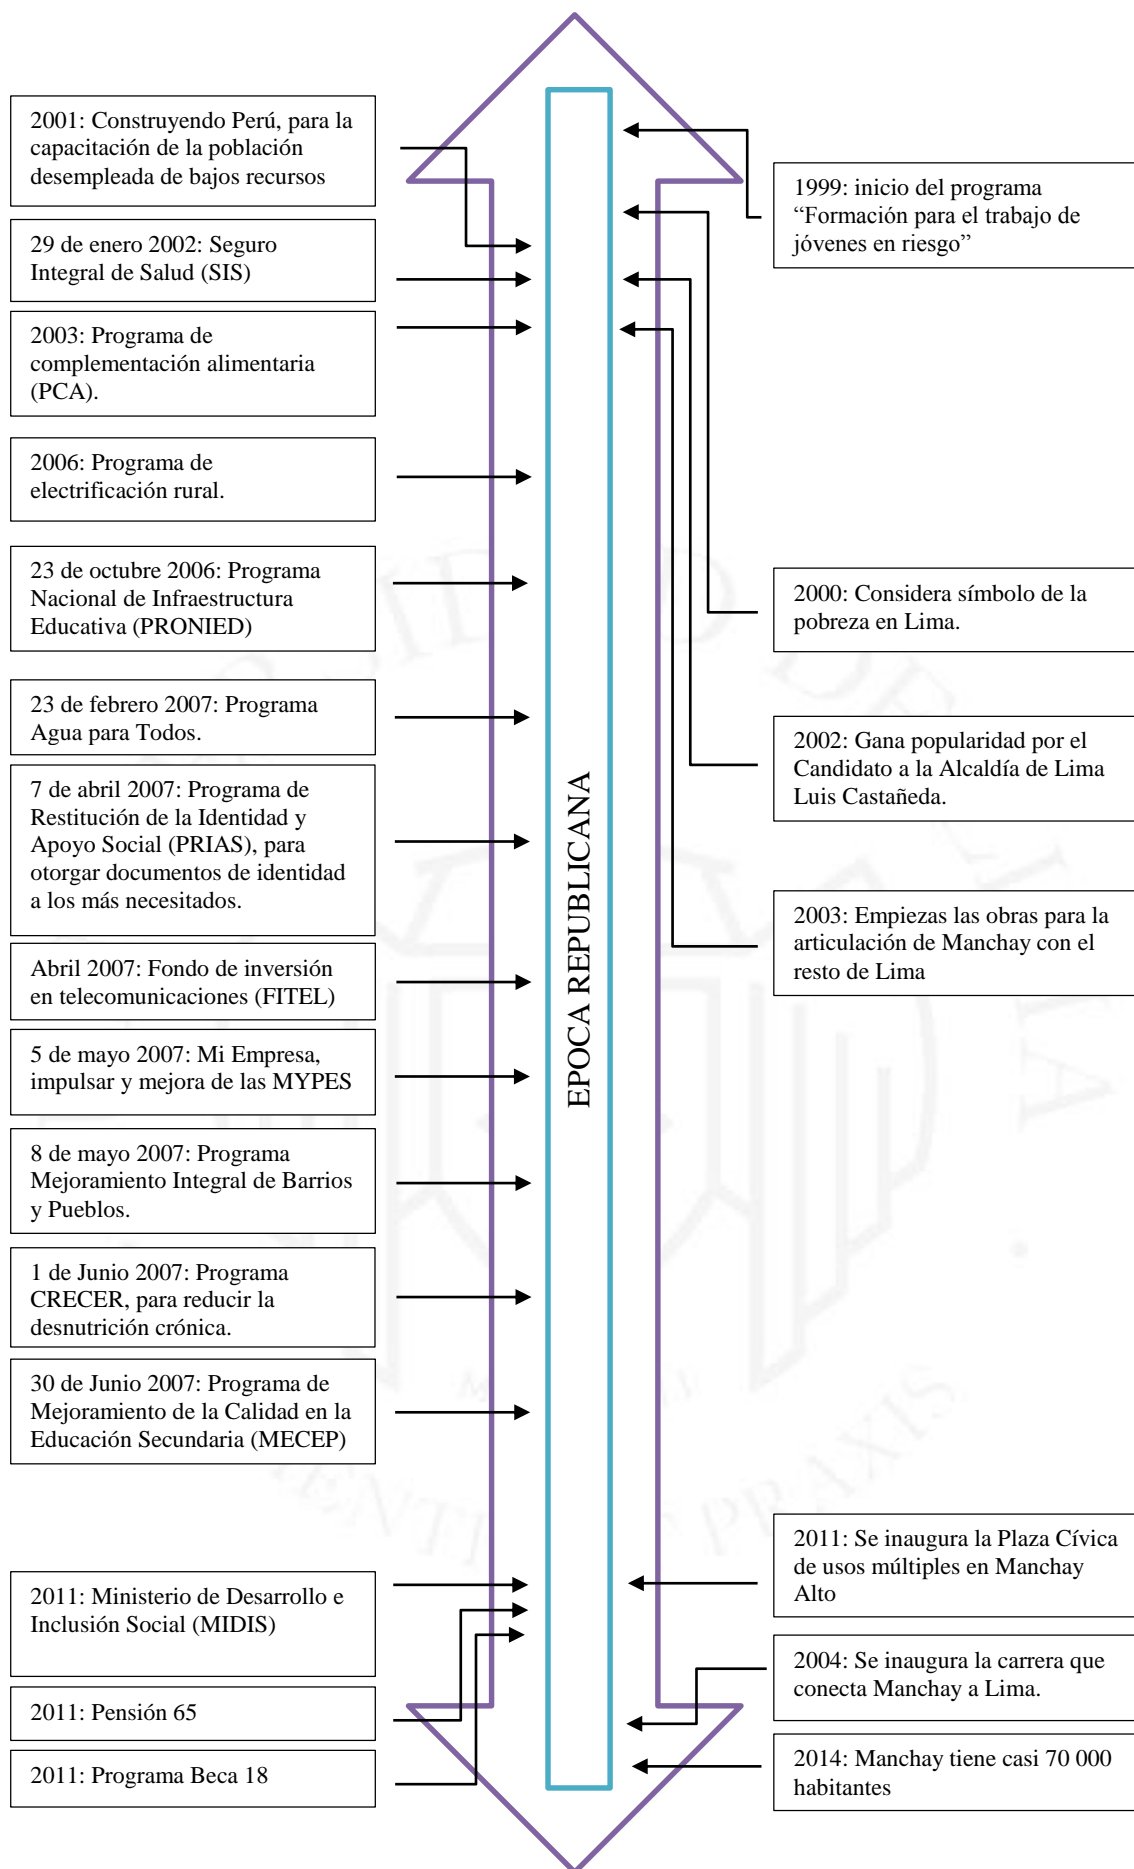 2001: Construyendo Perú, para la
capacitación de la población
desempleada de bajos recursos
29 de enero 2002: Seguro
Integral de Salud (SIS)
2003: Programa de
complementación alimentaria
(PCA).
2006: Programa de
electrificación rural.
23 de octubre 2006: Programa
Nacional de Infraestructura
Educativa (PRONIED)
23 de febrero 2007: Programa
Agua para Todos.
7 de abril 2007: Programa de
Restitución de la Identidad y
Apoyo Social (PRIAS), para
otorgar documentos de identidad
a los más necesitados.
Abril 2007: Fondo de inversión
en telecomunicaciones (FITEL)
5 de mayo 2007: Mi Empresa,
impulsar y mejora de las MYPES
8 de mayo 2007: Programa
Mejoramiento Integral de Barrios
y Pueblos.
1 de Junio 2007: Programa
CRECER, para reducir la
desnutrición crónica.
30 de Junio 2007: Programa de
Mejoramiento de la Calidad en la
Educación Secundaria (MECEP)
2011: Ministerio de Desarrollo e
Inclusión Social (MIDIS)
2011: Pensión 65
2011: Programa Beca 18
EPOCA REPUBLICANA
1999: inicio del programa
“Formación para el trabajo de
jóvenes en riesgo”
2000: Considera símbolo de la
pobreza en Lima.
2002: Gana popularidad por el
Candidato a la Alcaldía de Lima
Luis Castañeda.
2003: Empiezas las obras para la
articulación de Manchay con el
resto de Lima
2011: Se inaugura la Plaza Cívica
de usos múltiples en Manchay
Alto
2004: Se inaugura la carrera que
conecta Manchay a Lima.
2014: Manchay tiene casi 70 000
habitantes